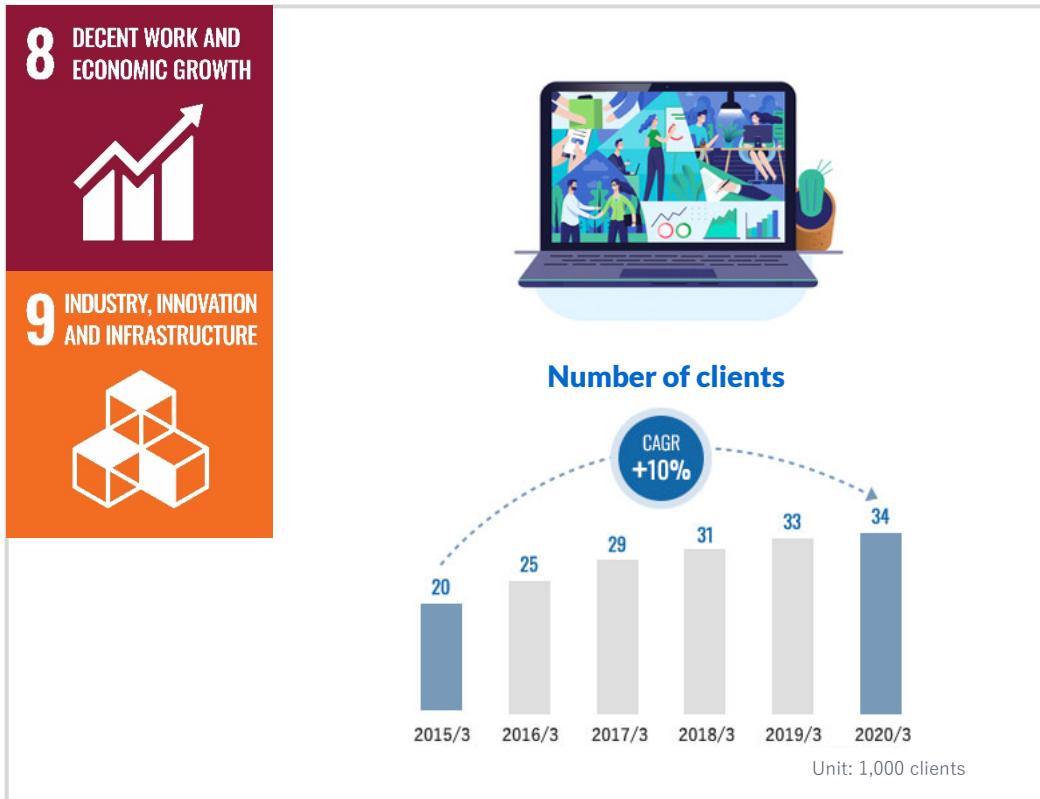 8 DECENT WORK AND
ECONOMIC GROWTH
9 INDUSTRY, INNOVATION
AND INFRASTRUCTURE
Number of clients
CAGR
+10%
20
25
29
31
33
34
2015/3
2016/3
2017/3
2018/3
2019/3
2020/3
Unit: 1,000 clients